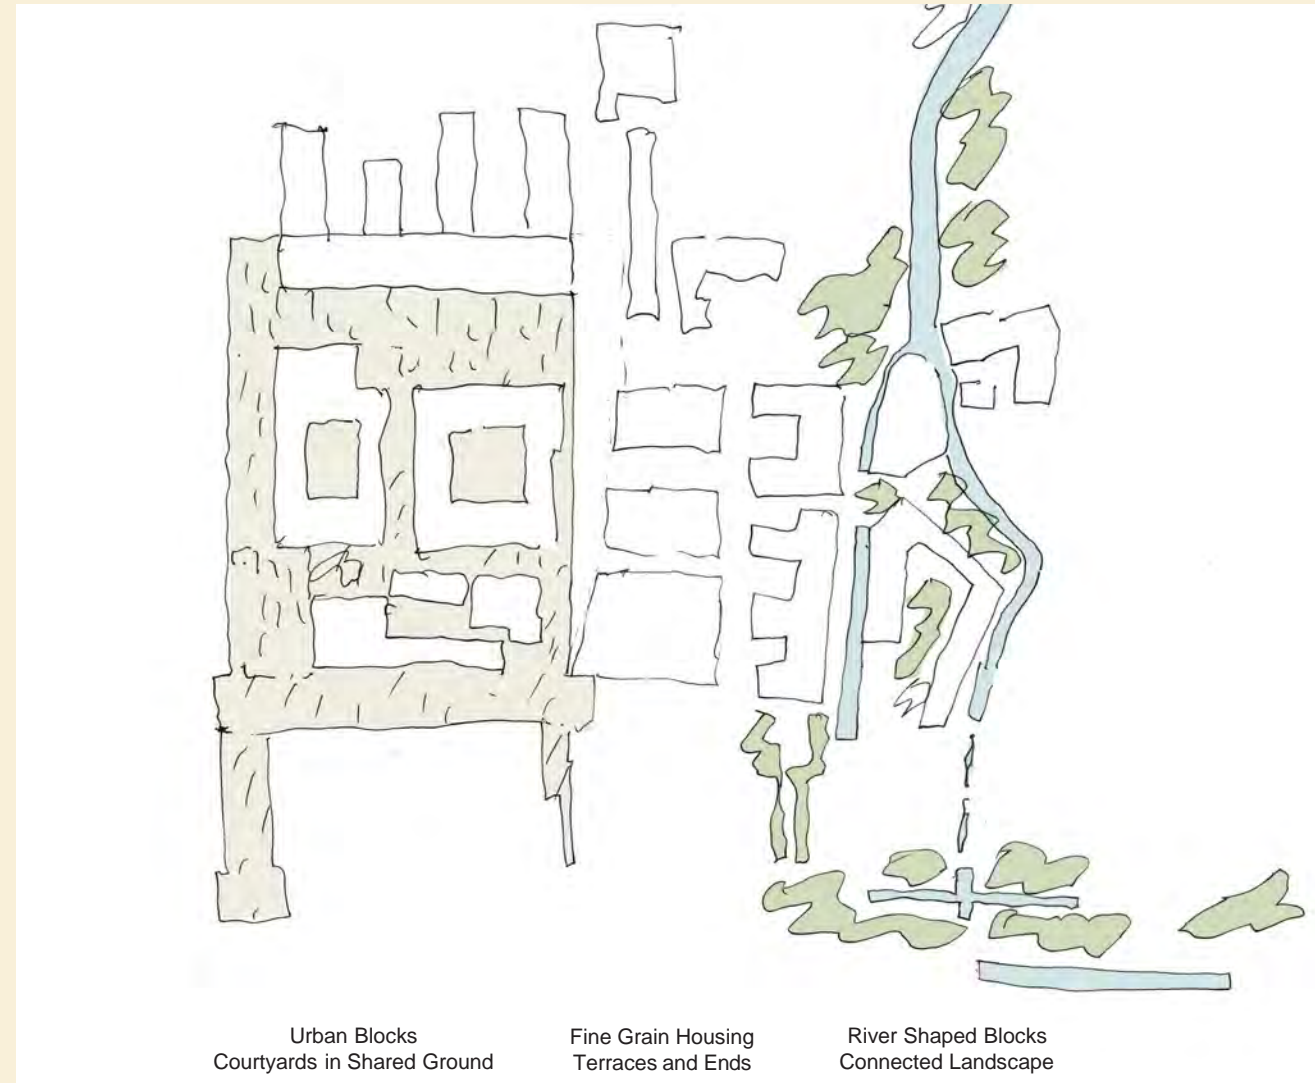 Urban Blocks
Courtyards in Shared Ground
Fine Grain Housing
Terraces and Ends
River Shaped Blocks
Connected Landscape